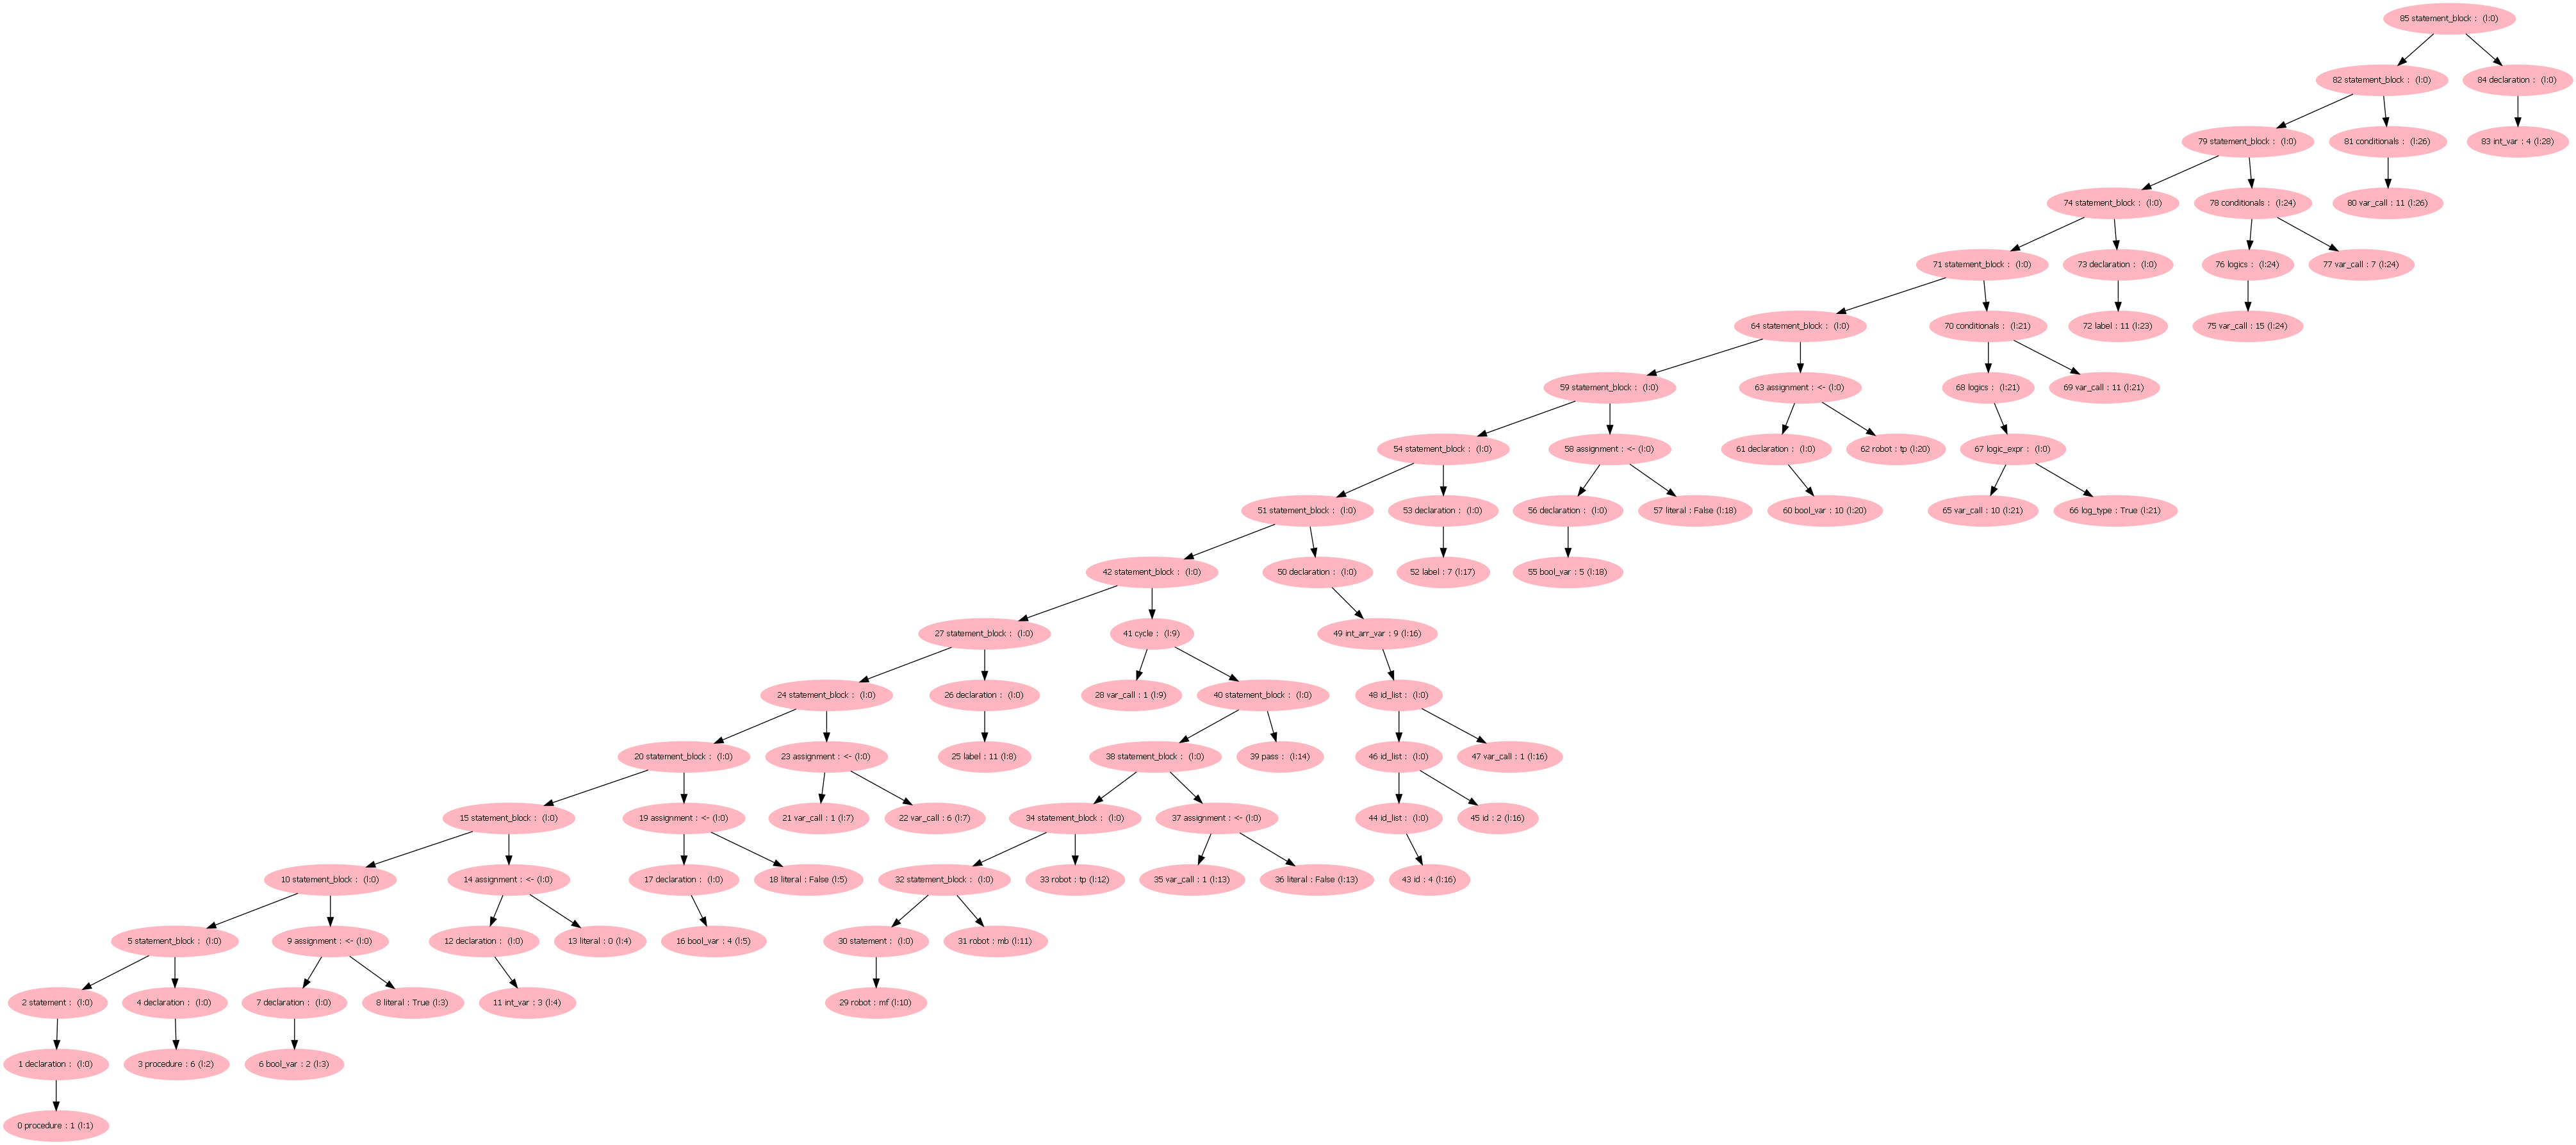 85 statement_block :  (l:0)
82 statement_block :  (l:0)
84 declaration :  (l:0)
79 statement_block :  (l:0)
81 conditionals :  (l:26)
83 int_var : 4 (l:28)
74 statement_block :  (l:0)
78 conditionals :  (l:24)
80 var_call : 11 (l:26)
71 statement_block :  (l:0)
73 declaration :  (l:0)
76 logics :  (l:24)
77 var_call : 7 (l:24)
64 statement_block :  (l:0)
70 conditionals :  (l:21)
72 label : 11 (l:23)
75 var_call : 15 (l:24)
59 statement_block :  (l:0)
63 assignment : <- (l:0)
68 logics :  (l:21)
69 var_call : 11 (l:21)
54 statement_block :  (l:0)
58 assignment : <- (l:0)
61 declaration :  (l:0)
62 robot : tp (l:20)
67 logic_expr :  (l:0)
51 statement_block :  (l:0)
53 declaration :  (l:0)
56 declaration :  (l:0)
57 literal : False (l:18)
60 bool_var : 10 (l:20)
65 var_call : 10 (l:21)
66 log_type : True (l:21)
42 statement_block :  (l:0)
50 declaration :  (l:0)
52 label : 7 (l:17)
55 bool_var : 5 (l:18)
27 statement_block :  (l:0)
41 cycle :  (l:9)
49 int_arr_var : 9 (l:16)
24 statement_block :  (l:0)
26 declaration :  (l:0)
28 var_call : 1 (l:9)
40 statement_block :  (l:0)
48 id_list :  (l:0)
20 statement_block :  (l:0)
23 assignment : <- (l:0)
25 label : 11 (l:8)
38 statement_block :  (l:0)
39 pass :  (l:14)
46 id_list :  (l:0)
47 var_call : 1 (l:16)
15 statement_block :  (l:0)
19 assignment : <- (l:0)
21 var_call : 1 (l:7)
22 var_call : 6 (l:7)
34 statement_block :  (l:0)
37 assignment : <- (l:0)
44 id_list :  (l:0)
45 id : 2 (l:16)
10 statement_block :  (l:0)
14 assignment : <- (l:0)
17 declaration :  (l:0)
18 literal : False (l:5)
32 statement_block :  (l:0)
33 robot : tp (l:12)
35 var_call : 1 (l:13)
36 literal : False (l:13)
43 id : 4 (l:16)
5 statement_block :  (l:0)
9 assignment : <- (l:0)
12 declaration :  (l:0)
13 literal : 0 (l:4)
16 bool_var : 4 (l:5)
30 statement :  (l:0)
31 robot : mb (l:11)
2 statement :  (l:0)
4 declaration :  (l:0)
7 declaration :  (l:0)
8 literal : True (l:3)
11 int_var : 3 (l:4)
29 robot : mf (l:10)
1 declaration :  (l:0)
3 procedure : 6 (l:2)
6 bool_var : 2 (l:3)
0 procedure : 1 (l:1)